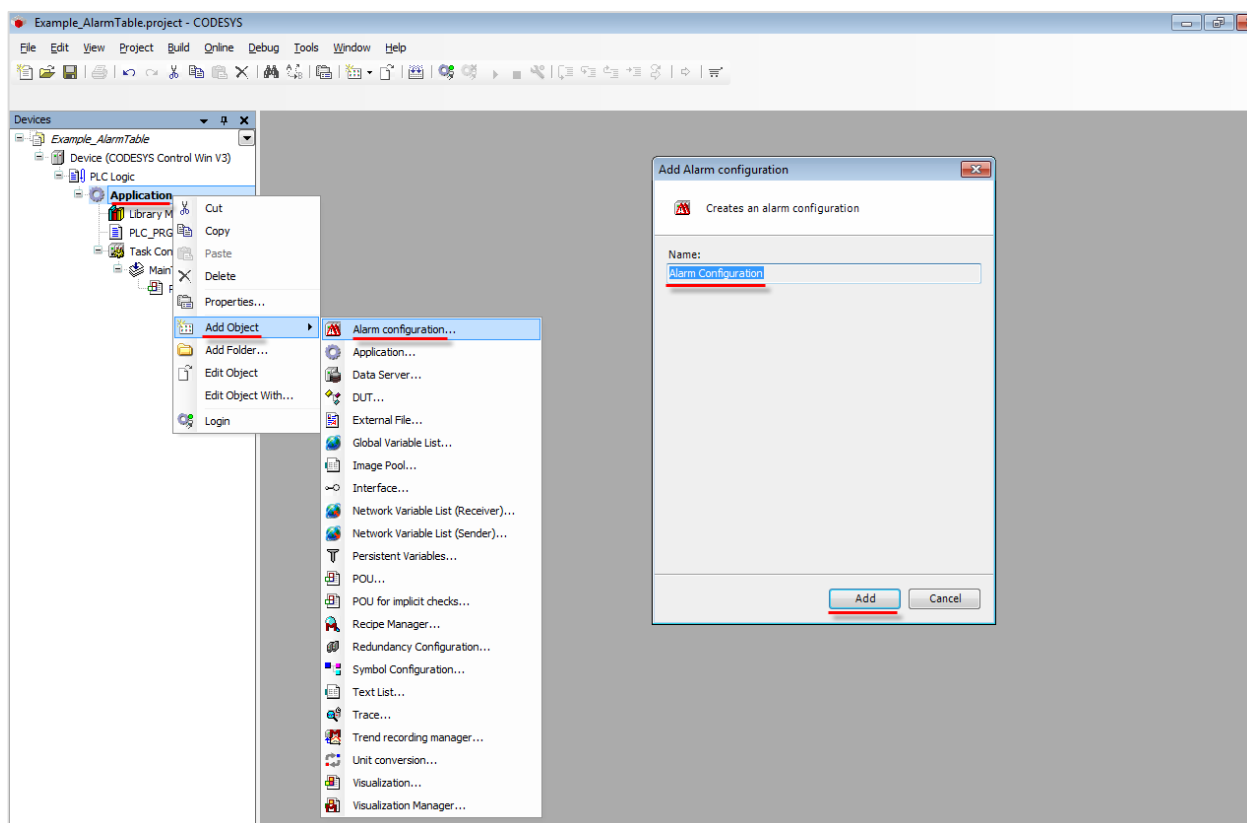 Example_AlarmTable.project - CODESYS
File Edit View Project Build Online Debug Tools Window Help
Devices
Example_AlarmTable
Device (CODESYS Control Win V3)
PLC Logic
Application
Library M
PLC_PRG
Task Con
Main
Cut
Copy
Paste
Delete
Properties...
Add Object
Add Folder...
Edit Object
Edit Object With...
Login
Alarm configuration...
Application...
Data Server...
DUT...
External File...
Global Variable List...
Image Pool...
Interface...
Network Variable List (Receiver)...
Network Variable List (Sender)...
Persistent Variables...
POU...
POU for implicit checks...
Recipe Manager...
Redundancy Configuration...
Symbol Configuration...
Text List...
Trace...
Trend recording manager...
Unit conversion...
Visualization...
Visualization Manager...
Add Alarm configuration
Creates an alarm configuration
Name:
Alarm Configuration
Add Cancel